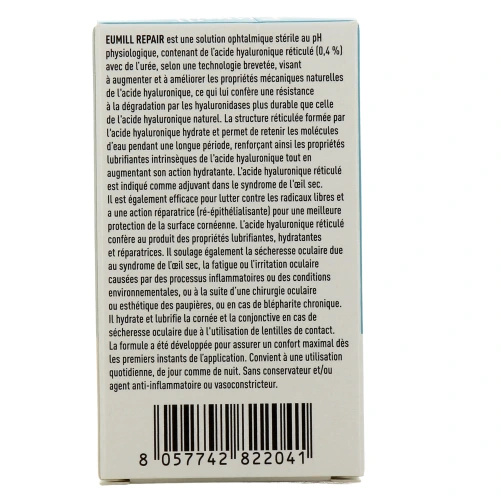 EUMILL REPAIR est une solution ophtalmique stérile au pH
physiologique, contenant de l'acide hyaluronique réticulé (0,4 %)
avec de l'urée, selon une technologie brevetée, visant
à augmenter et à améliorer les propriétés mécaniques naturelles
de l'acide hyaluronique, ce qui lui confère une résistance
à la dégradation par les hyaluronidases plus durable que celle
de l'acide hyaluronique naturel. La structure réticulée formée par
l'acide hyaluronique hydrate et permet de retenir les molécules
d'eau pendant une longue période, renforçant ainsi les propriétés
lubrifiantes intrinsèques de l'acide hyaluronique tout en
augmentant son action hydratante. L'acide hyaluronique réticulé
est indiqué comme adjuvant dans le syndrome de l'œil sec.
Il est également efficace pour lutter contre les radicaux libres et
a une action réparatrice (ré-épithélialisante) pour une meilleure
protection de la surface cornéenne. L'acide hyaluronique réticulé
confère au produit des propriétés lubrifiantes, hydratantes
et réparatrices. Il soulage également la sécheresse oculaire due
au syndrome de l'œil sec, la fatigue ou l'irritation oculaire
causées par des processus inflammatoires ou des conditions
environnementales, ou à la suite d'une chirurgie oculaire
ou esthétique des paupières, ou en cas de blépharite chronique.
Il hydrate et lubrifie la cornée et la conjonctive en cas de
sécheresse oculaire due à l'utilisation de lentilles de contact.
La formule a été développée pour assurer un confort maximal dès
les premiers instants de l'application. Convient à une utilisation
quotidienne, de jour comme de nuit. Sans conservateur et/ou
agent anti-inflammatoire ou vasoconstricteur.
8 057742 822041